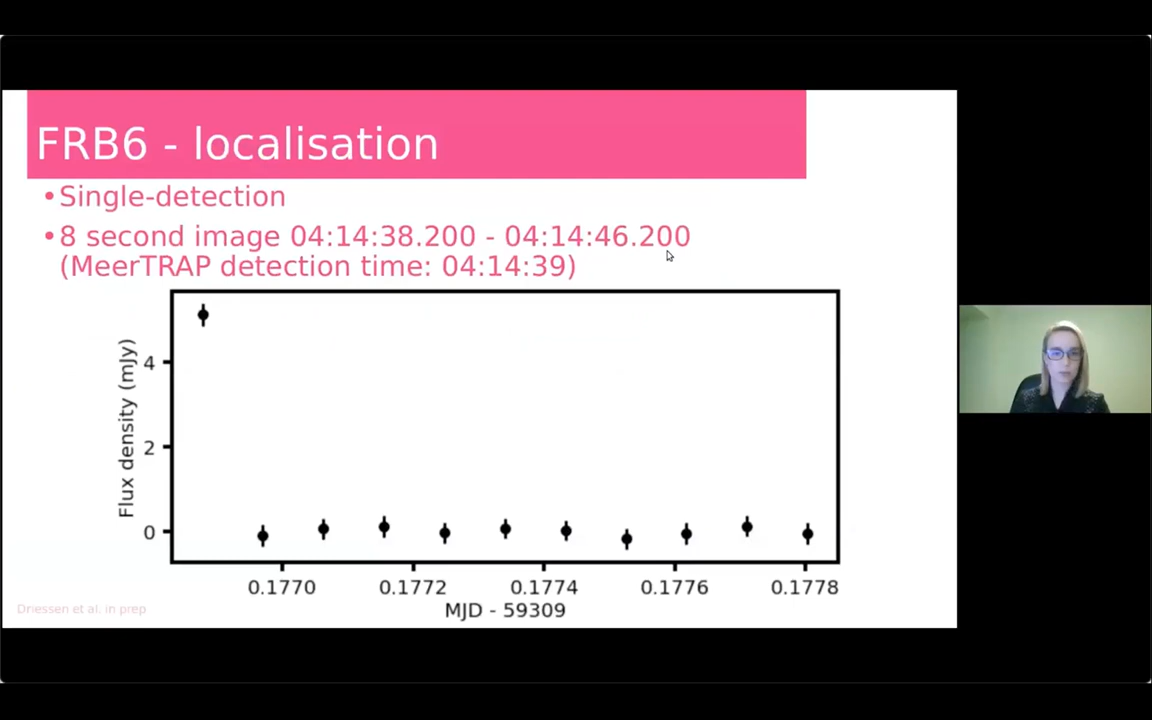 FRB6 - localisation
•Single-detection
•8 second image 04:14:38.200 - 04:14:46.200
(MeerTRAP detection time: 04:14:39)
Flux density (mJy)
4
2
0
0.1770 0.1772 0.1774 0.1776 0.1778
MJD - 59309
Driessen et al. in prep